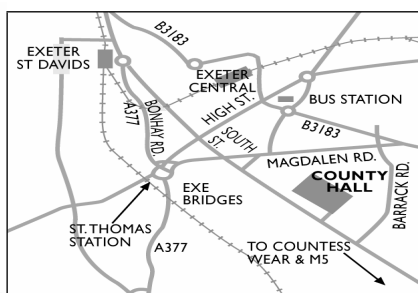 B3183
EXETER
ST DAVIDS
EXETER
CENTRAL
A377
BONHAY RD.
HIGH ST.
BUS STATION
SOUTH
ST.
B3183
MAGDALEN RD.
COUNTY
HALL
BARRACK RD.
EXE
BRIDGES
ST. THOMAS
STATION
A377
TO COUNTESS
WEAR & M5